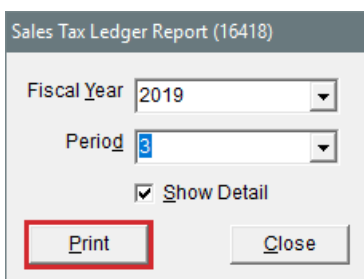 Sales Tax Ledger Report (16418)
Fiscal Year 2019
Period 3
Show Detail
Print Close